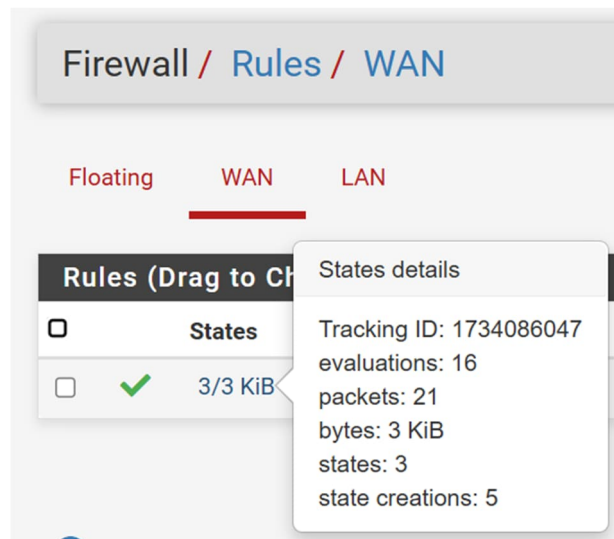 Firewall / Rules / WAN
Floating WAN LAN
Rules (Drag to Ch
States
3/3 KiB
States details
Tracking ID: 1734086047
evaluations: 16
packets: 21
bytes: 3 KiB
states: 3
state creations: 5